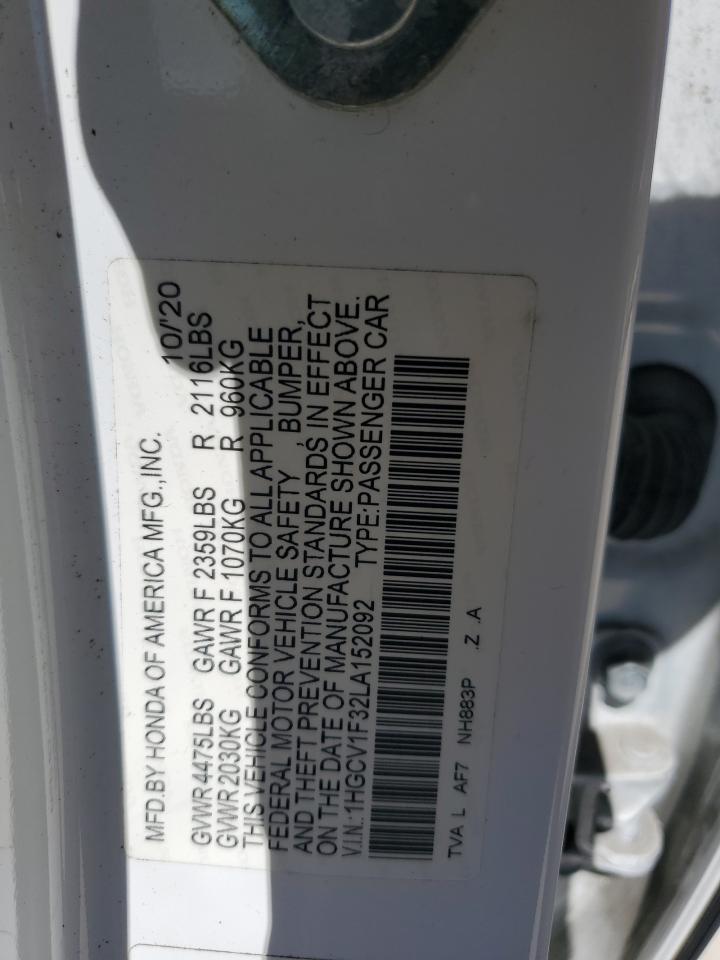 MFD.BY HONDA OF AMERICA MFG.,INC. 10/'20
GVWR 4475LBS GAWR F 2359LBS R 2116LBS
GVWR 2030KG GAWR F 1070KG R 960KG
THIS VEHICLE CONFORMS TO ALL APPLICABLE
FEDERAL MOTOR VEHICLE SAFETY , BUMPER,
AND THEFT PREVENTION STANDARDS IN EFFECT
ON THE DATE OF MANUFACTURE SHOWN ABOVE.
V.I.N.:1HGCV1F32LA152092 TYPE:PASSENGER CAR
TVA L AF7 NH883P .Z .A